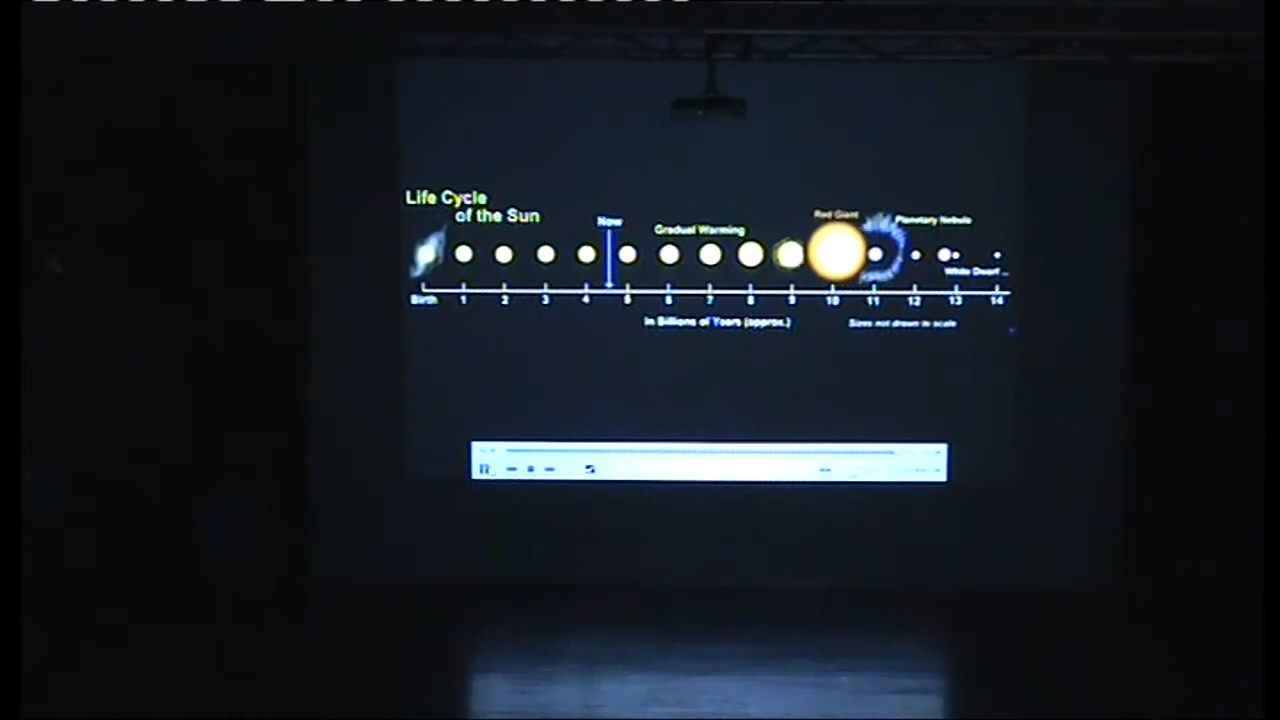 Life Cycle
of the Sun
Now
Gradual Warming
Red Giant
Planetary Nebula
White Dwarf ...
Birth 1 2 3 4 5 6 7 8 9 10 11 12 13 14
In Billions of Years (approx.)
Sizes not drawn to scale